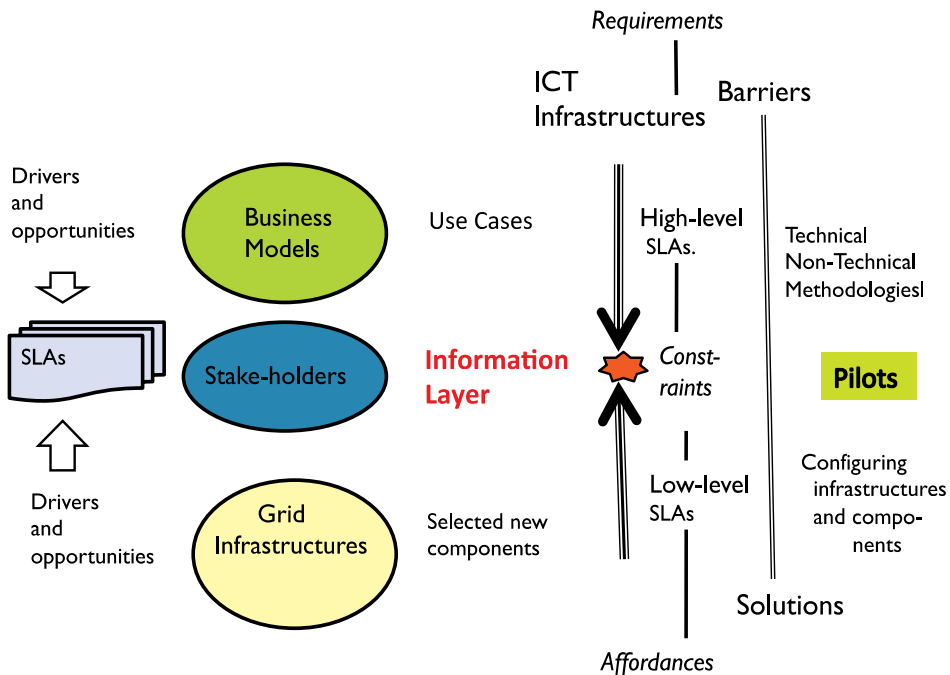 Requirements
ICT
Infrastructures
Barriers
Drivers
and
opportunities
Business
Models
Use Cases
High-level
SLAs.
Technical
Non-Technical
Methodologiesl
SLAs
Stake-holders
Information
Layer
Const-
raints
Pilots
Drivers
and
opportunities
Grid
Infrastructures
Selected new
components
Low-level
SLAs
Configuring
infrastructures
and compo-
nents
Solutions
Affordances